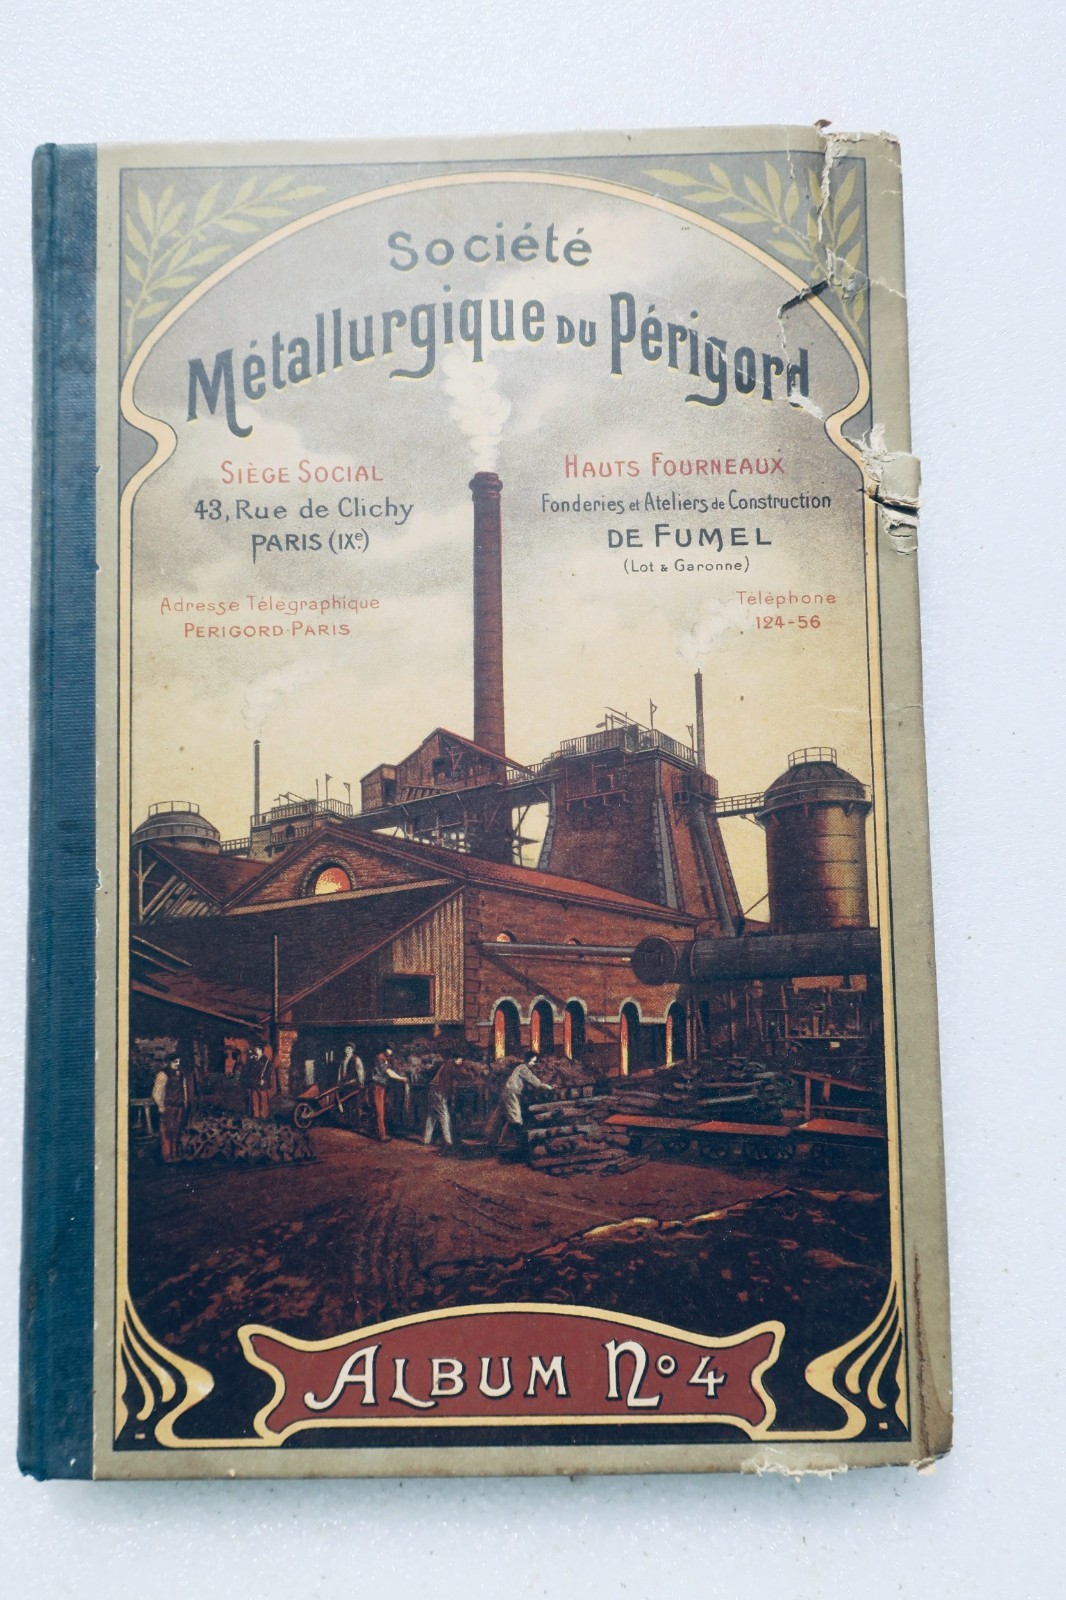 Société
Métallurgique DU Périgord
SIÈGE SOCIAL
43, Rue de Clichy
PARIS (IXe)
Adresse Télégraphique
PERIGORD-PARIS
HAUTS FOURNEAUX
Fonderies et Ateliers de Construction
DE FUMEL
(Lot & Garonne)
Téléphone
124-56
ALBUM No 4